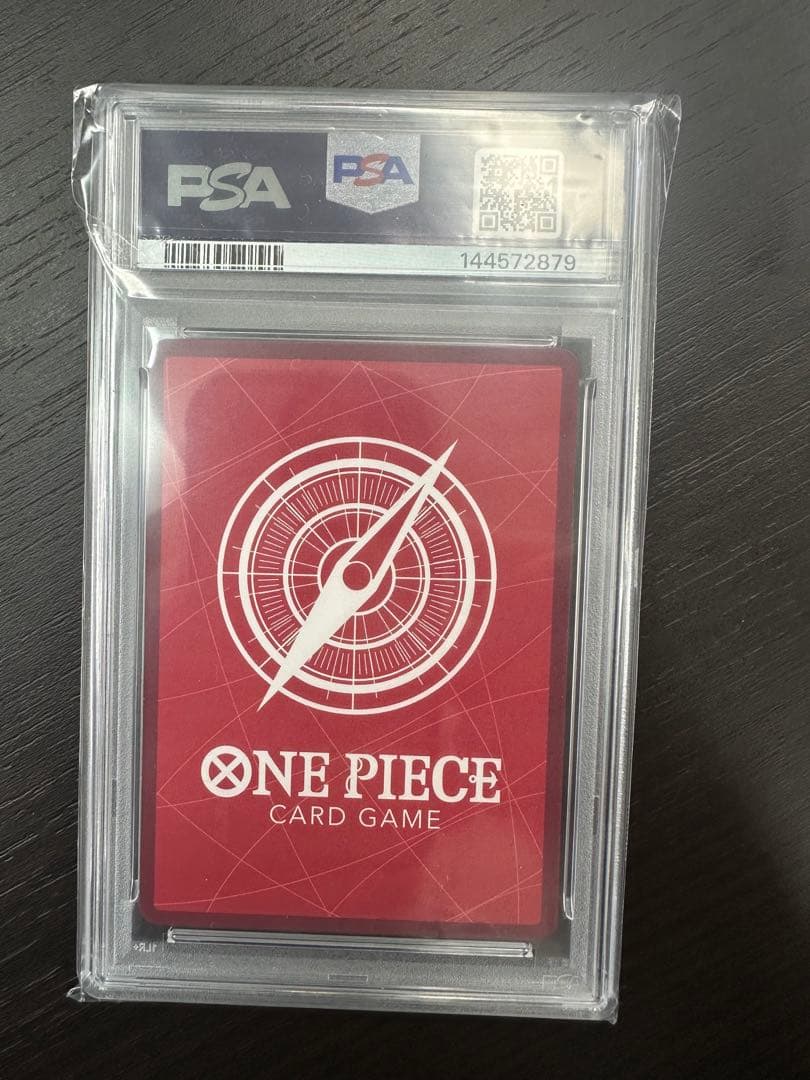 PSA PSA
144572879
ONE PIECE
CARD GAME